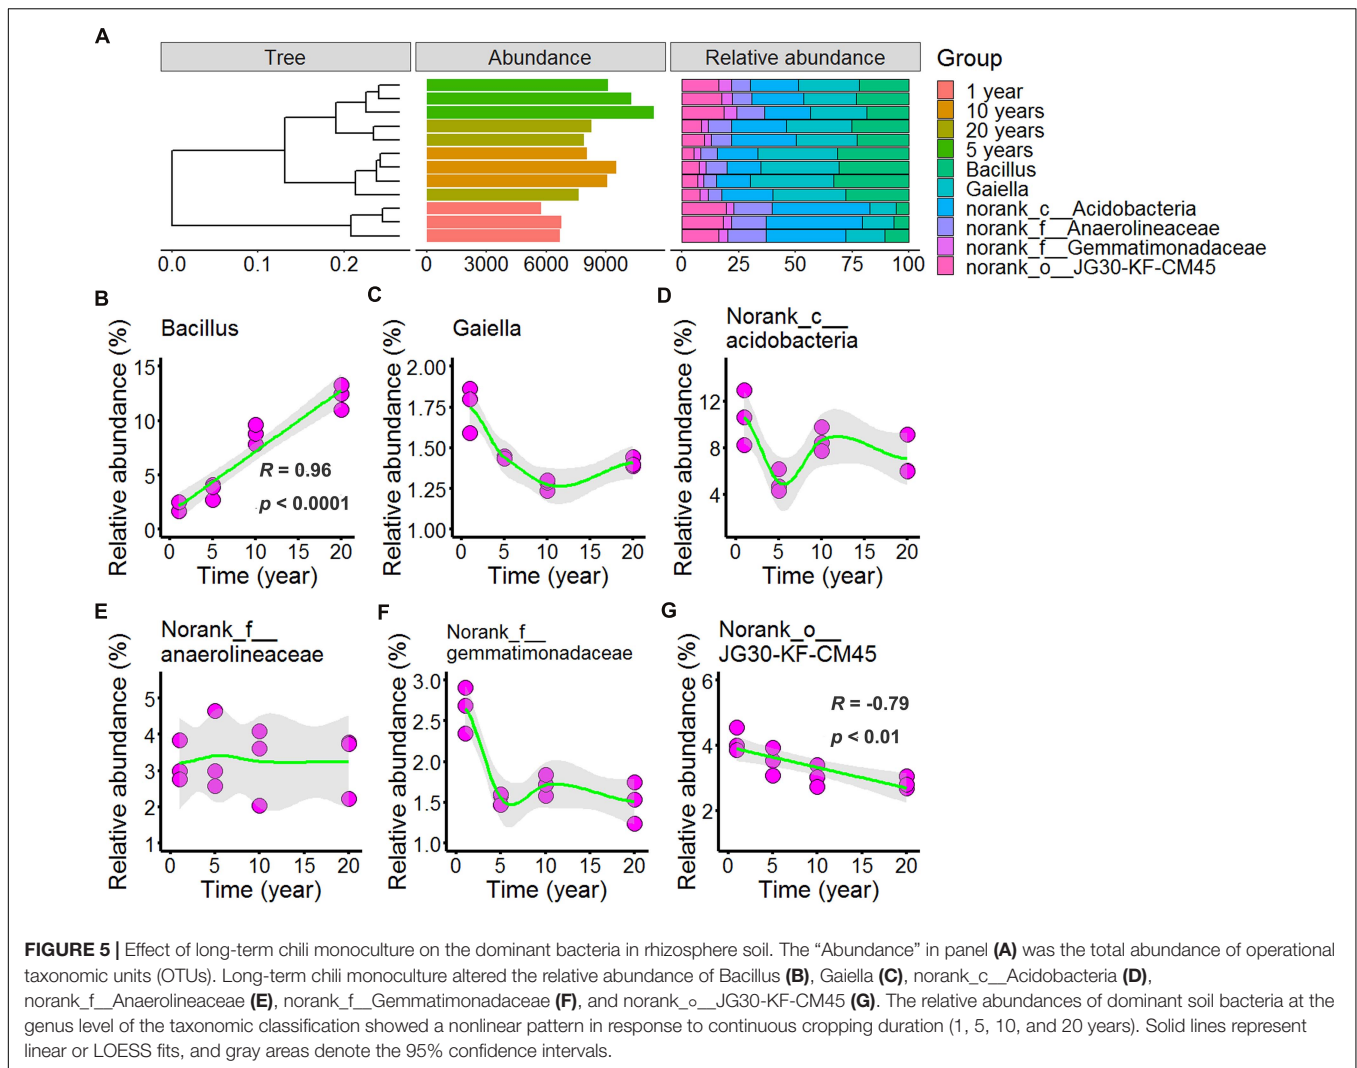 A
Tree
Abundance
Relative abundance
0.0 0.1 0.2
0 3000 6000 9000
0 25 50 75 100
Group
1 year
10 years
20 years
5 years
Bacillus
Gaiella
norank_c__Acidobacteria
norank_f__Anaerolineaceae
norank_f__Gemmatimonadaceae
norank_o__JG30-KF-CM45
B
Bacillus
Relative abundance (%)
15
10
5
0
R = 0.96
p < 0.0001
0 5 10 15 20
Time (year)
C
Gaiella
Relative abundance (%)
2.00
1.75
1.50
1.25
1.00
0 5 10 15 20
Time (year)
D
Norank_c__
acidobacteria
Relative abundance (%)
12
8
4
0 5 10 15 20
Time (year)
E
Norank_f__
anaerolineaceae
Relative abundance (%)
5
4
3
2
1
0 5 10 15 20
Time (year)
F
Norank_f__
gemmatimonadaceae
Relative abundance (%)
3.0
2.5
2.0
1.5
1.0
0 5 10 15 20
Time (year)
G
Norank_o__
JG30-KF-CM45
Relative abundance (%)
6
4
2
R = -0.79
p < 0.01
0 5 10 15 20
Time (year)
FIGURE 5 | Effect of long-term chili monoculture on the dominant bacteria in rhizosphere soil. The “Abundance” in panel (A) was the total abundance of operational
taxonomic units (OTUs). Long-term chili monoculture altered the relative abundance of Bacillus (B), Gaiella (C), norank_c__Acidobacteria (D),
norank_f__Anaerolineaceae (E), norank_f__Gemmatimonadaceae (F), and norank_o__JG30-KF-CM45 (G). The relative abundances of dominant soil bacteria at the
genus level of the taxonomic classification showed a nonlinear pattern in response to continuous cropping duration (1, 5, 10, and 20 years). Solid lines represent
linear or LOESS fits, and gray areas denote the 95% confidence intervals.